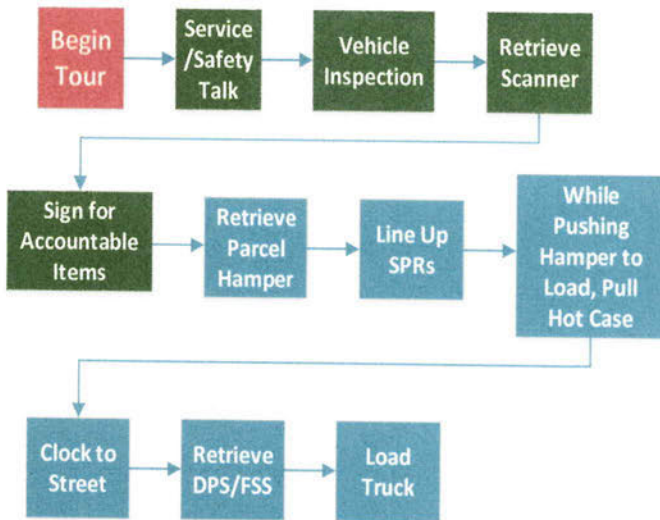 Begin
Tour
Service
/Safety
Talk
Vehicle
Inspection
Retrieve
Scanner
Sign for
Accountable
Items
Retrieve
Parcel
Hamper
Line Up
SPRs
While
Pushing
Hamper to
Load, Pull
Hot Case
Clock to
Street
Retrieve
DPS/FSS
Load
Truck